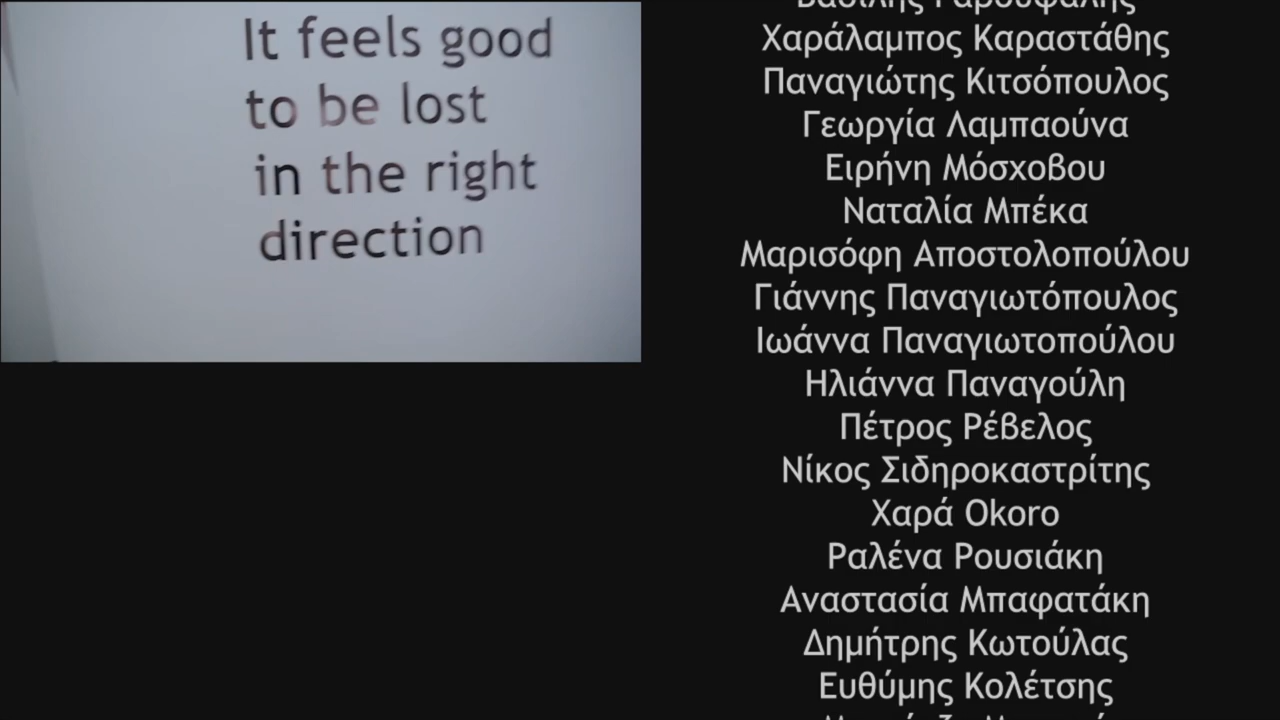 It feels good
to be lost
in the right
direction
Βασίλης Γαρουφαλής
Χαράλαμπος Καραστάθης
Παναγιώτης Κιτσόπουλος
Γεωργία Λαμπαούνα
Ειρήνη Μόσχοβου
Ναταλία Μπέκα
Μαρισόφη Αποστολοπούλου
Γιάννης Παναγιωτόπουλος
Ιωάννα Παναγιωτοπούλου
Ηλιάννα Παναγούλη
Πέτρος Ρέβελος
Νίκος Σιδηροκαστρίτης
Χαρά Okoro
Ραλένα Ρουσιάκη
Αναστασία Μπαφατάκη
Δημήτρης Κωτούλας
Ευθύμης Κολέτσης